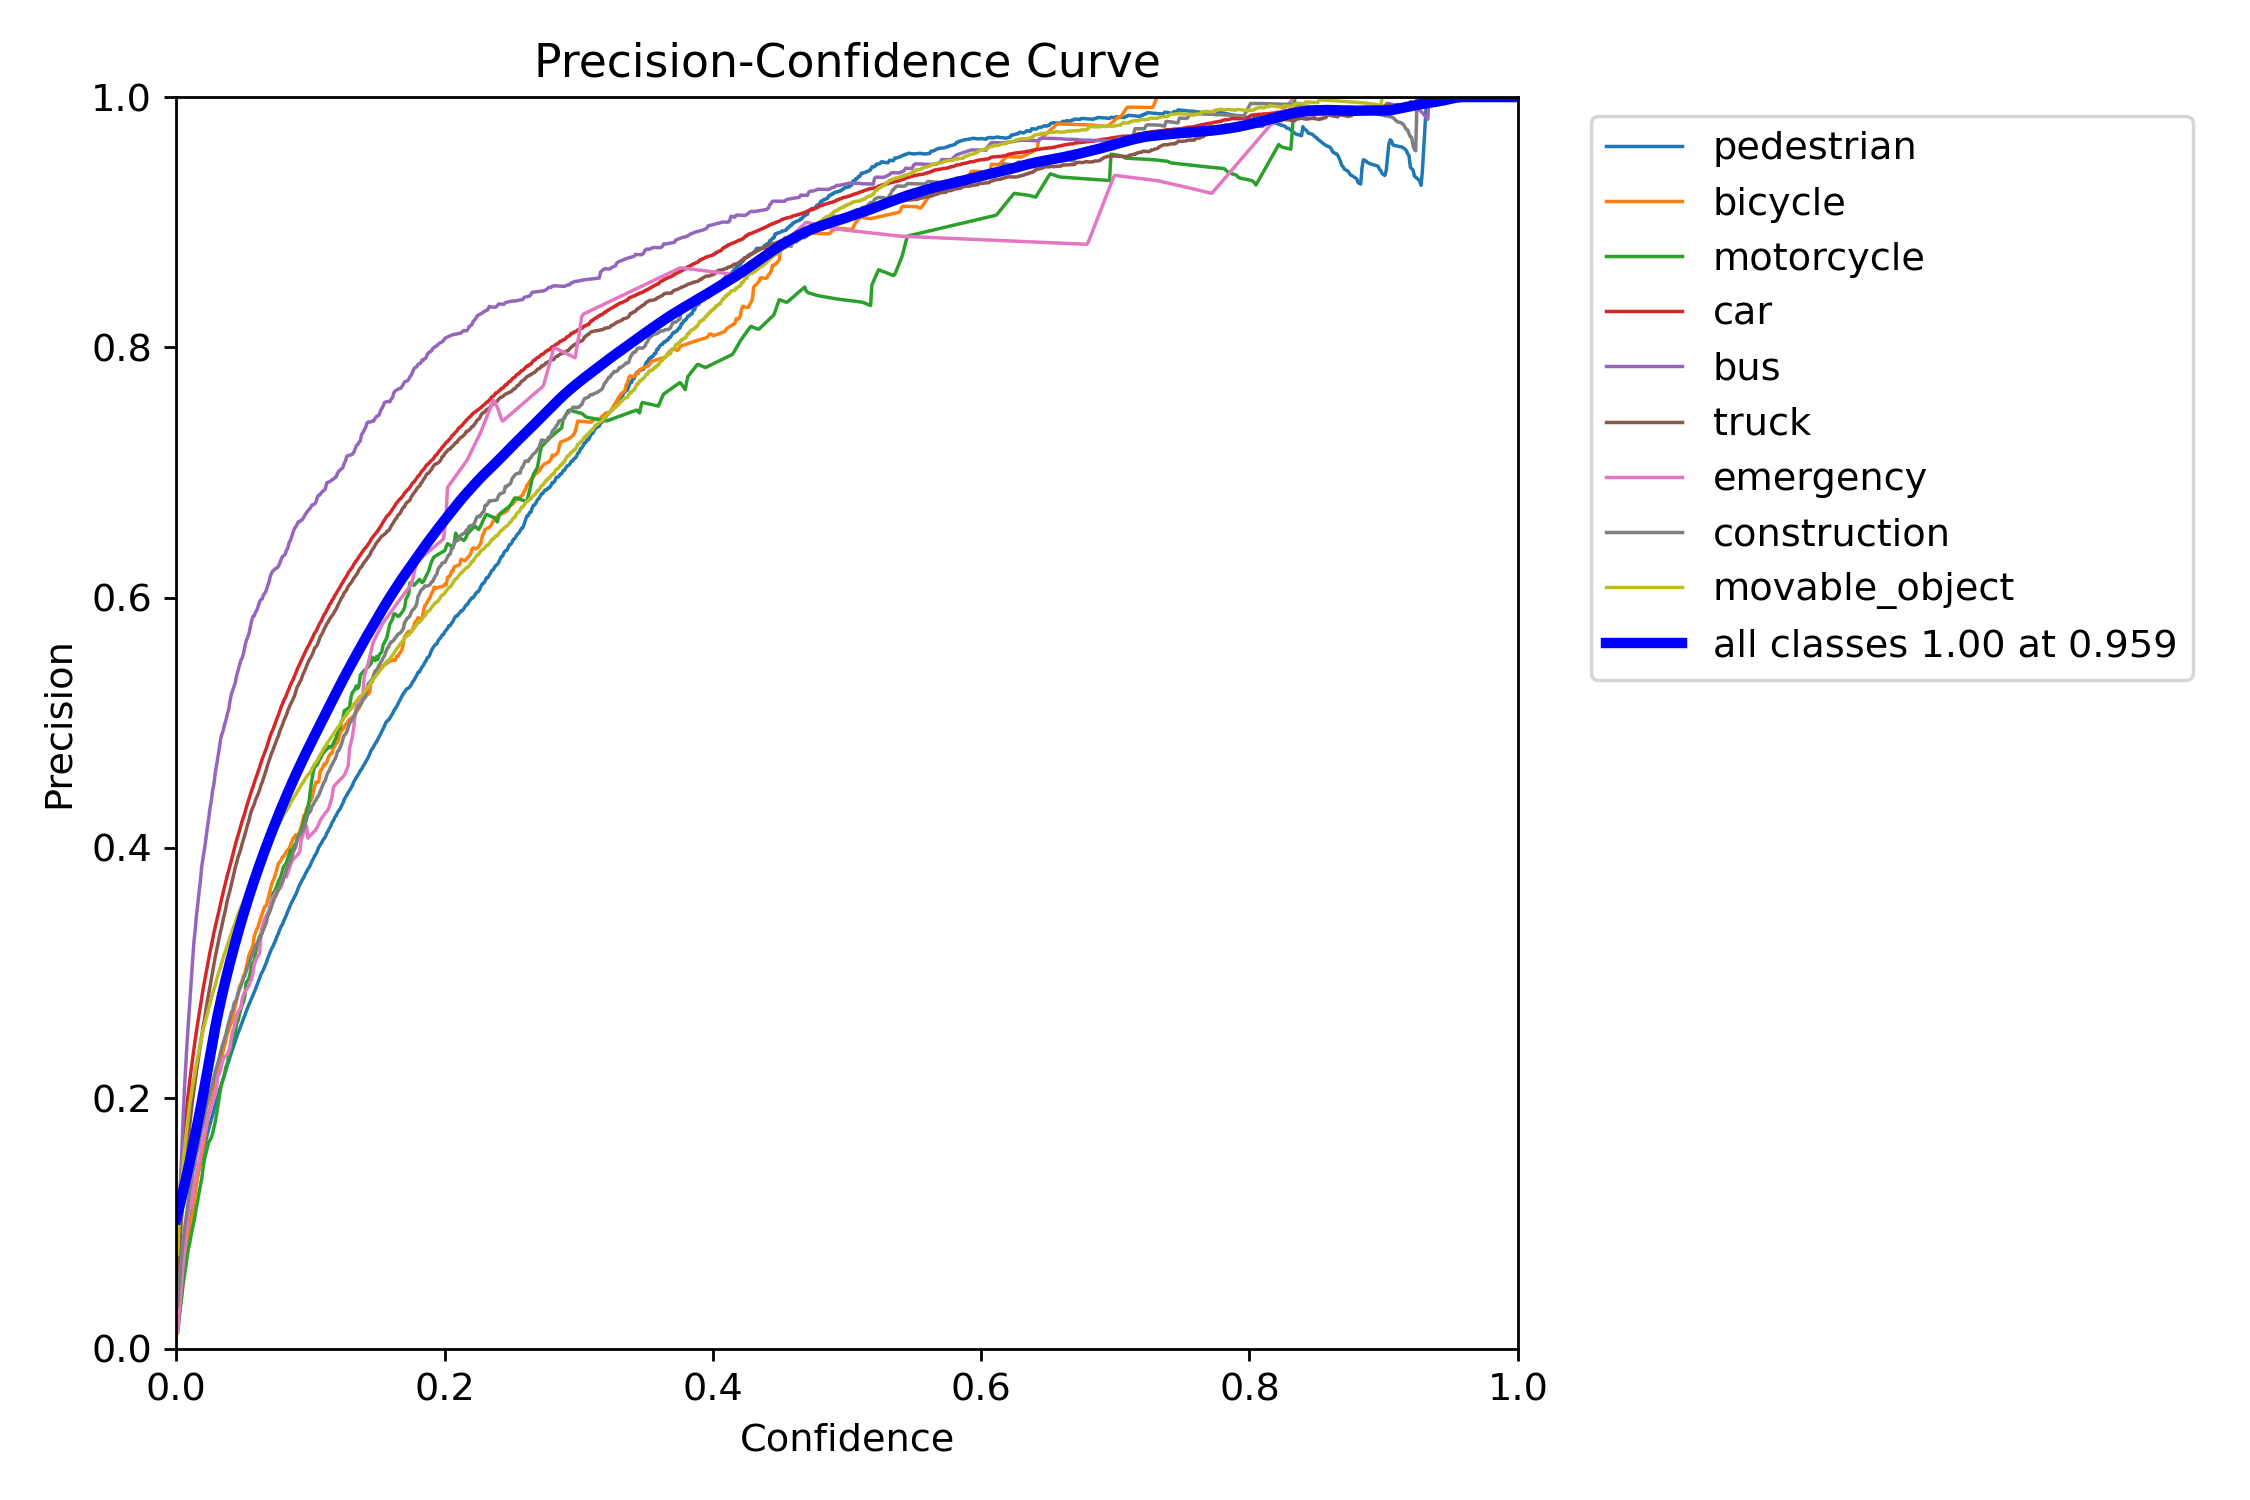 Precision-Confidence Curve
1.0
0.8
0.6
0.4
0.2
0.0
Precision
0.0 0.2 0.4 0.6 0.8 1.0
Confidence
pedestrian
bicycle
motorcycle
car
bus
truck
emergency
construction
movable_object
all classes 1.00 at 0.959